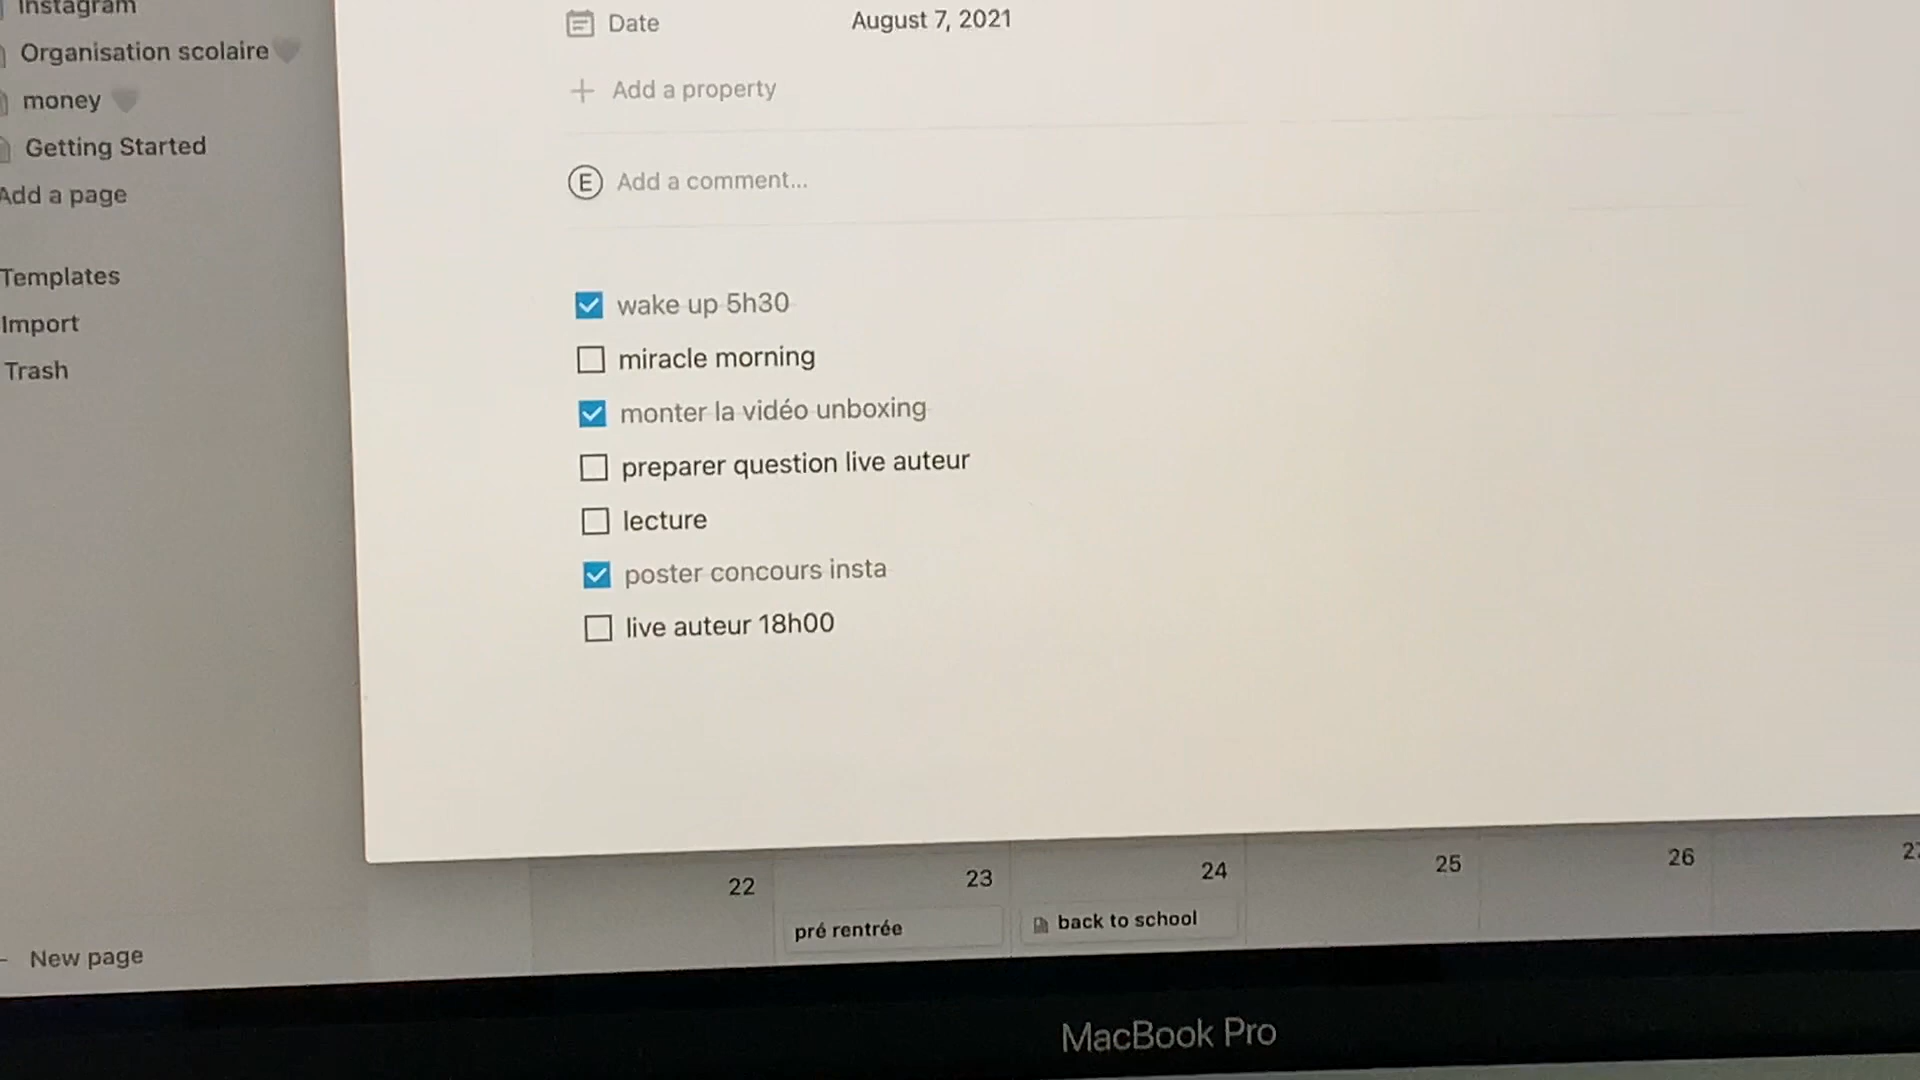 Instagram
Organisation scolaire
money
Getting Started
Add a page
Templates
Import
Trash
New page
Date August 7, 2021
+ Add a property
E Add a comment...
wake up 5h30
miracle morning
monter la vidéo unboxing
preparer question live auteur
lecture
poster concours insta
live auteur 18h00
22 23 24 25 26
pré rentrée back to school
MacBook Pro